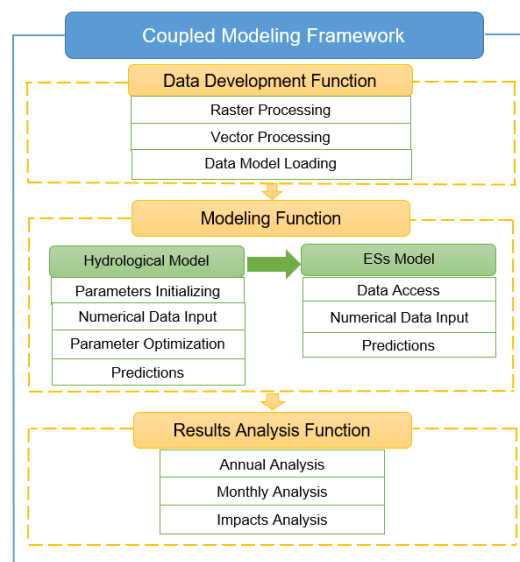 Coupled Modeling Framework
Data Development Function
Raster Processing
Vector Processing
Data Model Loading
Modeling Function
Hydrological Model
Parameters Initializing
Numerical Data Input
Parameter Optimization
Predictions
ESs Model
Data Access
Numerical Data Input
Predictions
Results Analysis Function
Annual Analysis
Monthly Analysis
Impacts Analysis